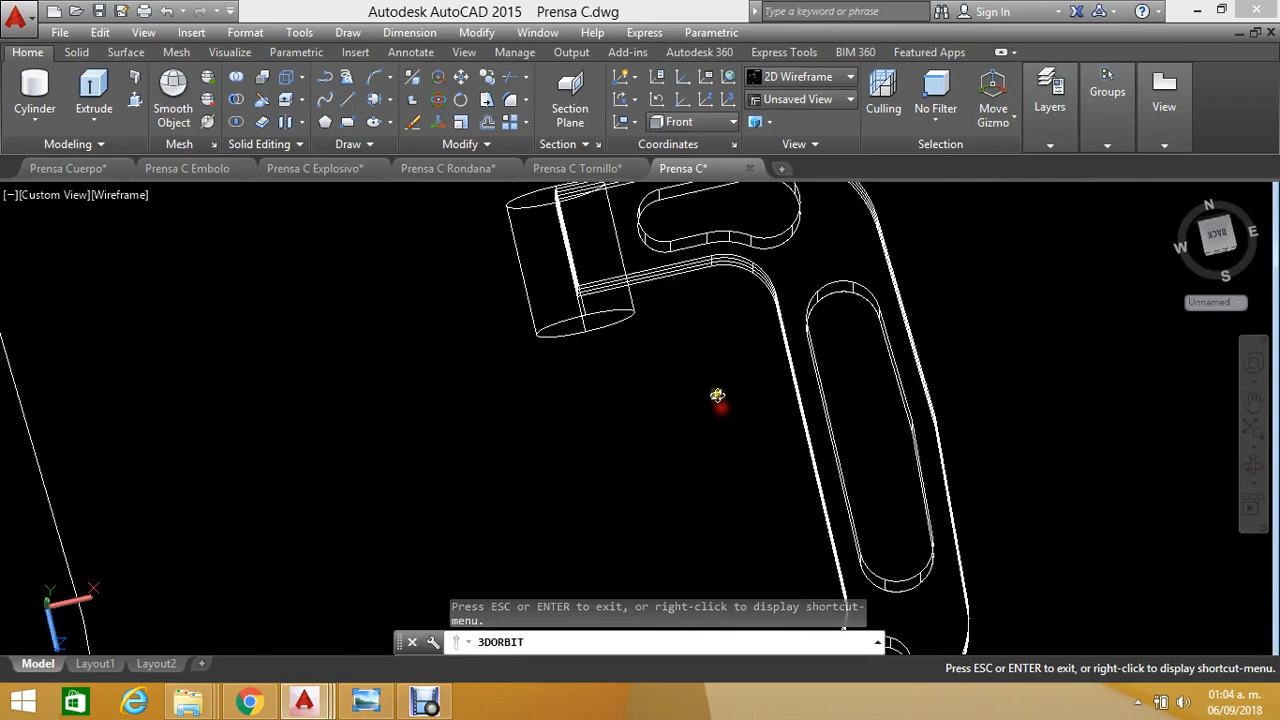 Autodesk AutoCAD 2015 Prensa C.dwg
Type a keyword or phrase
Sign In
File Edit View Insert Format Tools Draw Dimension Modify Window Help Express Parametric
Home Solid Surface Mesh Visualize Parametric Insert Annotate View Manage Output Add-ins Autodesk 360 Express Tools BIM 360 Featured Apps
2D Wireframe
Unsaved View
Front
Cylinder Extrude Smooth Object Section Plane Culling No Filter Move Gizmo Layers Groups View
Modeling Mesh Solid Editing Draw Modify Section Coordinates View Selection
Prensa Cuerpo* Prensa C Embolo Prensa C Explosivo* Prensa C Rondana* Prensa C Tornillo* Prensa C*
[−][Custom View][Wireframe]
N
W BACK E
S
Unnamed
Y X
Z
Press ESC or ENTER to exit, or right-click to display shortcut-
menu.
3DORBIT
Model Layout1 Layout2
Press ESC or ENTER to exit, or right-click to display shortcut-menu.
01:04 a. m.
06/09/2018